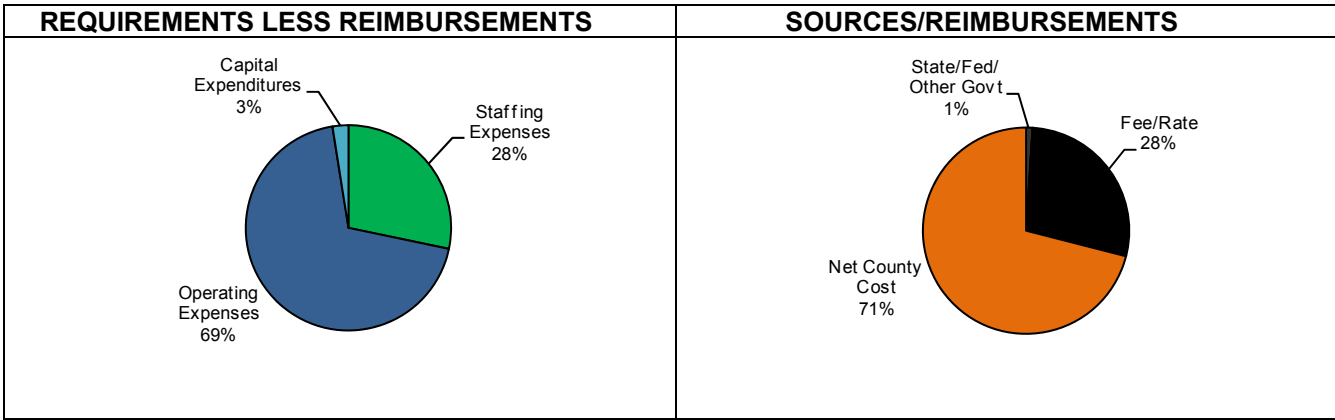 REQUIREMENTS LESS REIMBURSEMENTS
Capital
Expenditures
3%
Staffing
Expenses
28%
Operating
Expenses
69%
SOURCES/REIMBURSEMENTS
State/Fed/
Other Govt
1%
Fee/Rate
28%
Net County
Cost
71%